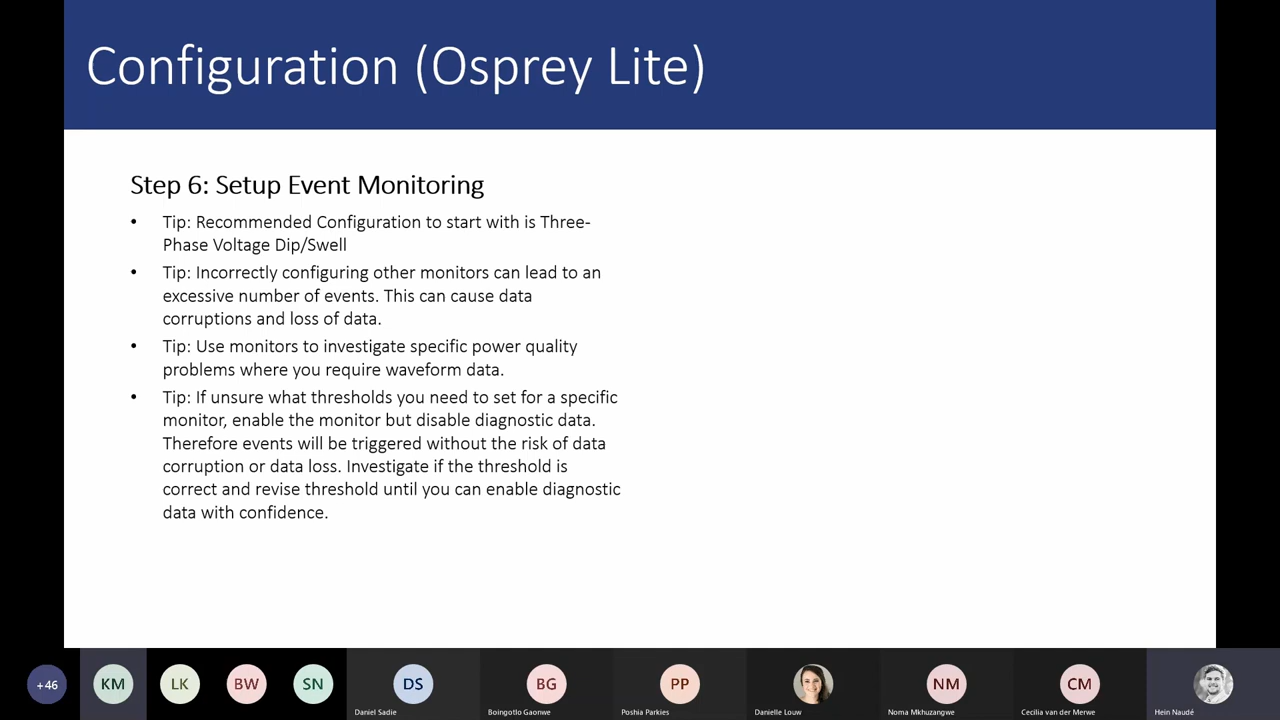 Configuration (Osprey Lite)
Step 6: Setup Event Monitoring
• Tip: Recommended Configuration to start with is Three-
Phase Voltage Dip/Swell
• Tip: Incorrectly configuring other monitors can lead to an
excessive number of events. This can cause data
corruptions and loss of data.
• Tip: Use monitors to investigate specific power quality
problems where you require waveform data.
• Tip: If unsure what thresholds you need to set for a specific
monitor, enable the monitor but disable diagnostic data.
Therefore events will be triggered without the risk of data
corruption or data loss. Investigate if the threshold is
correct and revise threshold until you can enable diagnostic
data with confidence.
+46 KM LK BW SN DS BG PP NM CM
Daniel Sadie Boingotlo Gaonwe Poshia Parkies Danielle Louw Noma Mkhuzangwe Cecilia van der Merwe Hein Naudé